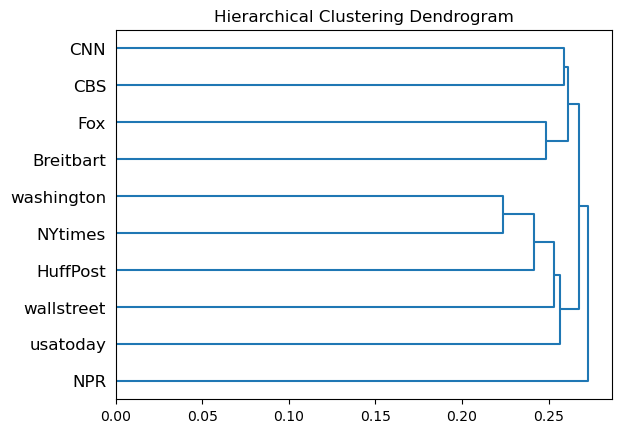 Hierarchical Clustering Dendrogram
CNN
CBS
Fox
Breitbart
washington
NYtimes
HuffPost
wallstreet
usatoday
NPR
0.00 0.05 0.10 0.15 0.20 0.25